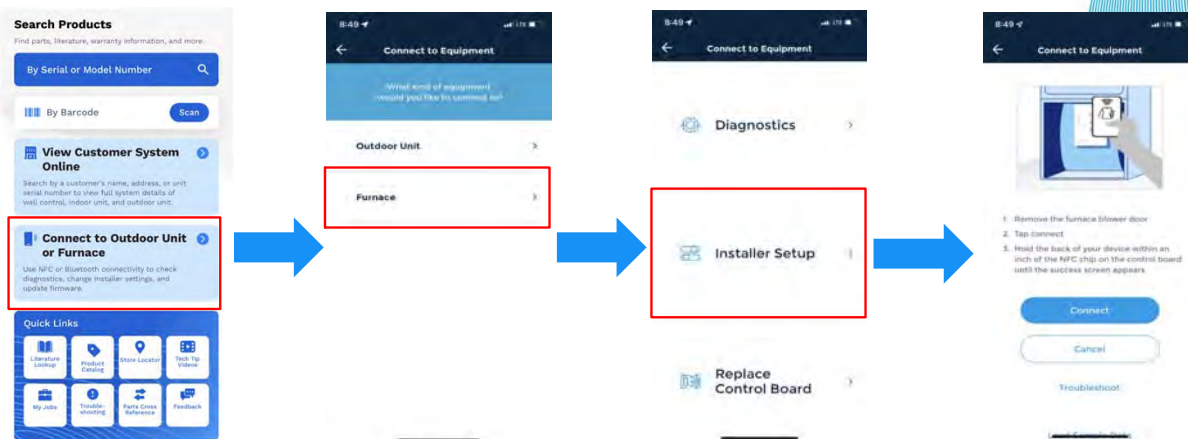 Search Products
Find parts, literature, warranty information, and more.
By Serial or Model Number
By Barcode
Scan
View Customer System
Online
Search by a customer's name, address, or unit
serial number to view full system details of
wall control, indoor unit, and outdoor unit.
Connect to Outdoor Unit
or Furnace
Use NFC or Bluetooth connectivity to check
diagnostics, change installer settings, and
update firmware.
Quick Links
Literature
Lookup
Product
Catalog
Store Locator
Tech Tip
Videos
My Jobs
Trouble-
shooting
Parts Cross
Reference
Feedback
8:49
LTE
Connect to Equipment
What kind of equipment
would you like to connect to?
Outdoor Unit
Furnace
8:49
LTE
Connect to Equipment
Diagnostics
Installer Setup
Replace
Control Board
8:49
LTE
Connect to Equipment
1. Remove the furnace blower door
2. Tap connect
3. Hold the back of your device within an
inch of the NFC chip on the control board
until the success screen appears
Connect
Cancel
Troubleshoot